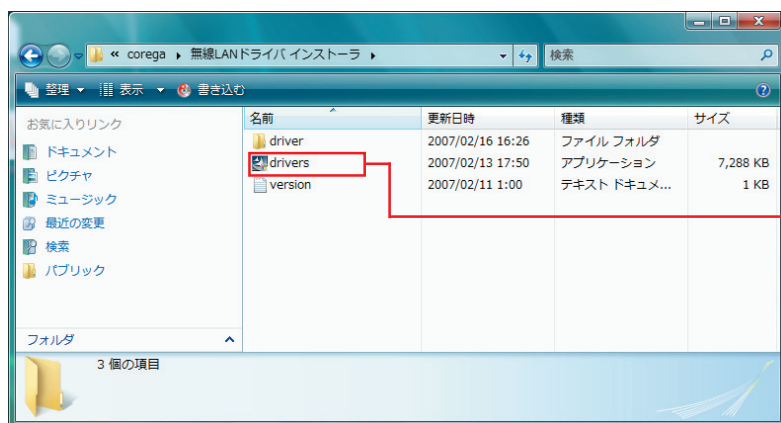 « corega ▸ 無線LANドライバ インストーラ ▸ 検索
整理 表示 書き込む
お気に入りリンク
ドキュメント
ピクチャ
ミュージック
最近の変更
検索
パブリック
フォルダ
名前 更新日時 種類 サイズ
driver 2007/02/16 16:26 ファイル フォルダ
drivers 2007/02/13 17:50 アプリケーション 7,288 KB
version 2007/02/11 1:00 テキスト ドキュメ... 1 KB
3 個の項目